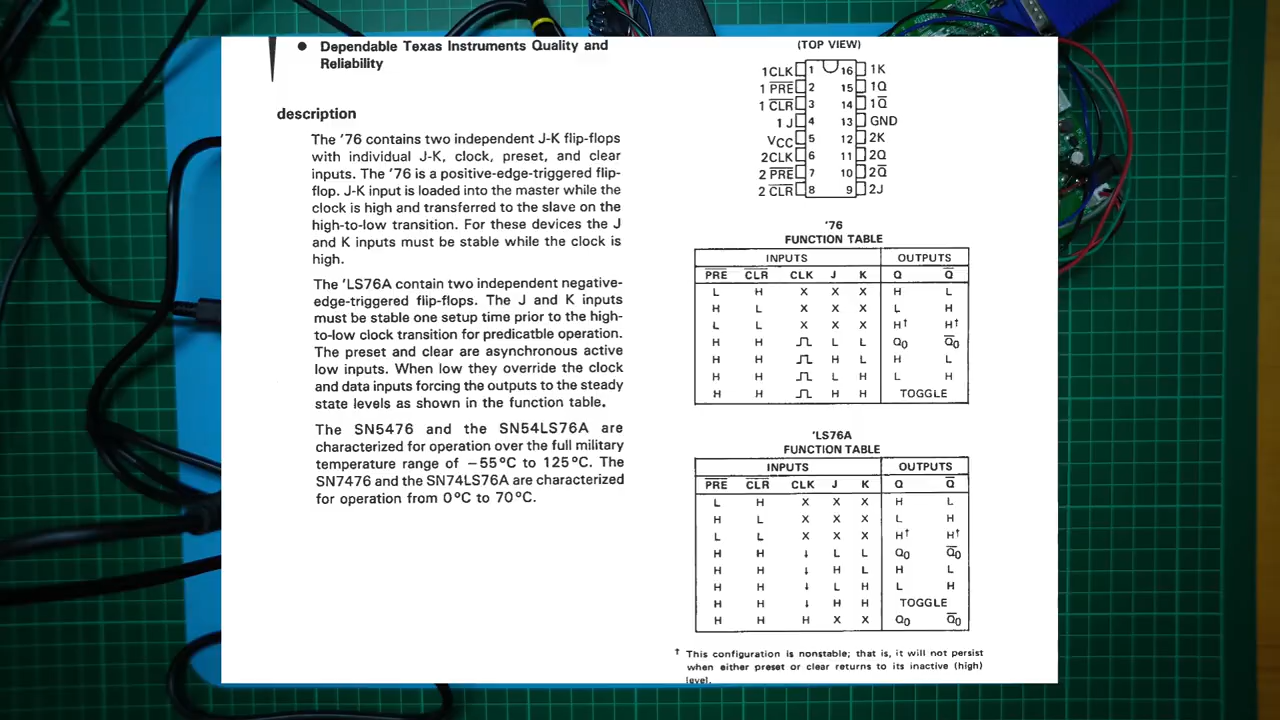 ● Dependable Texas Instruments Quality and
Reliability
description
The '76 contains two independent J-K flip-flops
with individual J-K, clock, preset, and clear
inputs. The '76 is a positive-edge-triggered flip-
flop. J-K input is loaded into the master while the
clock is high and transferred to the slave on the
high-to-low transition. For these devices the J
and K inputs must be stable while the clock is
high.
The 'LS76A contain two independent negative-
edge-triggered flip-flops. The J and K inputs
must be stable one setup time prior to the high-
to-low clock transition for predicatble operation.
The preset and clear are asynchronous active
low inputs. When low they override the clock
and data inputs forcing the outputs to the steady
state levels as shown in the function table.
The SN5476 and the SN54LS76A are
characterized for operation over the full military
temperature range of −55°C to 125°C. The
SN7476 and the SN74LS76A are characterized
for operation from 0°C to 70°C.
(TOP VIEW)
1CLK 1 16 1K
1 P̅R̅E̅ 2 15 1Q
1 C̅L̅R̅ 3 14 1Q̅
1 J 4 13 GND
VCC 5 12 2K
2CLK 6 11 2Q
2 P̅R̅E̅ 7 10 2Q̅
2 C̅L̅R̅ 8 9 2J
'76
FUNCTION TABLE
INPUTS OUTPUTS
P̅R̅E̅ C̅L̅R̅ CLK J K Q Q̅
L H X X X H L
H L X X X L H
L L X X X H† H†
H H ⎍ L L Q0 Q̅0
H H ⎍ H L H L
H H ⎍ L H L H
H H ⎍ H H TOGGLE
'LS76A
FUNCTION TABLE
INPUTS OUTPUTS
P̅R̅E̅ C̅L̅R̅ CLK J K Q Q̅
L H X X X H L
H L X X X L H
L L X X X H† H†
H H ↓ L L Q0 Q̅0
H H ↓ H L H L
H H ↓ L H L H
H H ↓ H H TOGGLE
H H H X X Q0 Q̅0
† This configuration is nonstable; that is, it will not persist
when either preset or clear returns to its inactive (high)
level.